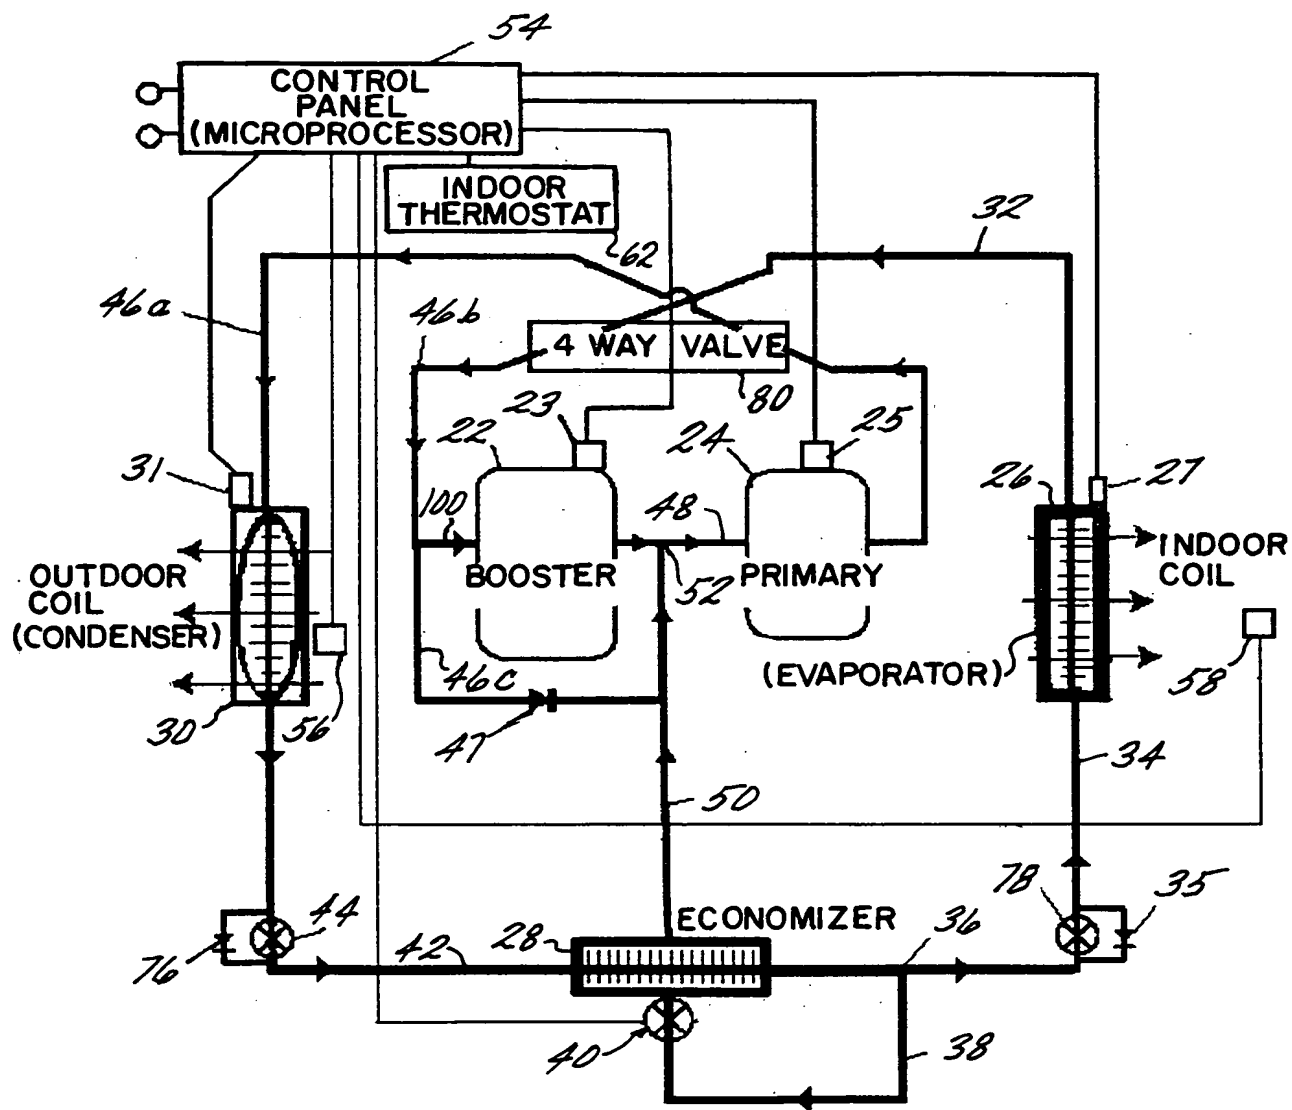 54
CONTROL
PANEL
(MICROPROCESSOR)
INDOOR
THERMOSTAT
62
32
46a
46b
4 WAY VALVE
80
23
22
24
25
31
100
48
26
27
BOOSTER
52
PRIMARY
INDOOR
COIL
OUTDOOR
COIL
(CONDENSER)
46c
(EVAPORATOR)
58
30
56
47
34
50
44
ECONOMIZER
78
35
76
42
28
36
40
38